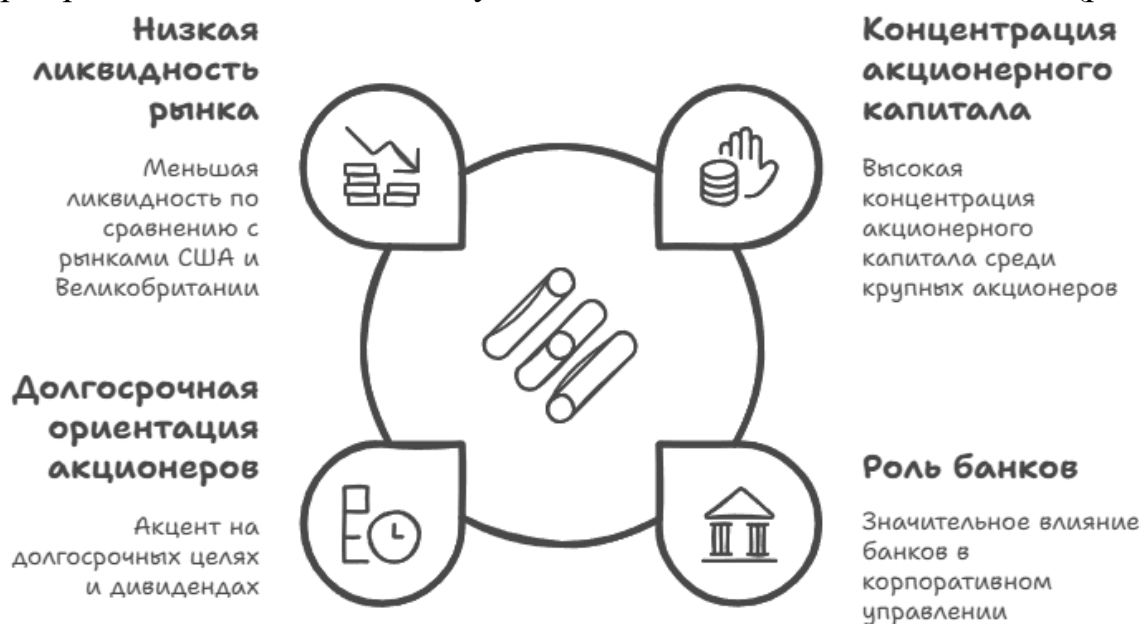 Низкая
ликвидность
рынка
Меньшая
ликвидность по
сравнению с
рынками США и
Великобритании
Концентрация
акционерного
капитала
Высокая
концентрация
акционерного
капитала среди
крупных акционеров
Долгосрочная
ориентация
акционеров
Акцент на
долгосрочных целях
и дивидендах
Роль банков
Значительное влияние
банков в
корпоративном
управлении